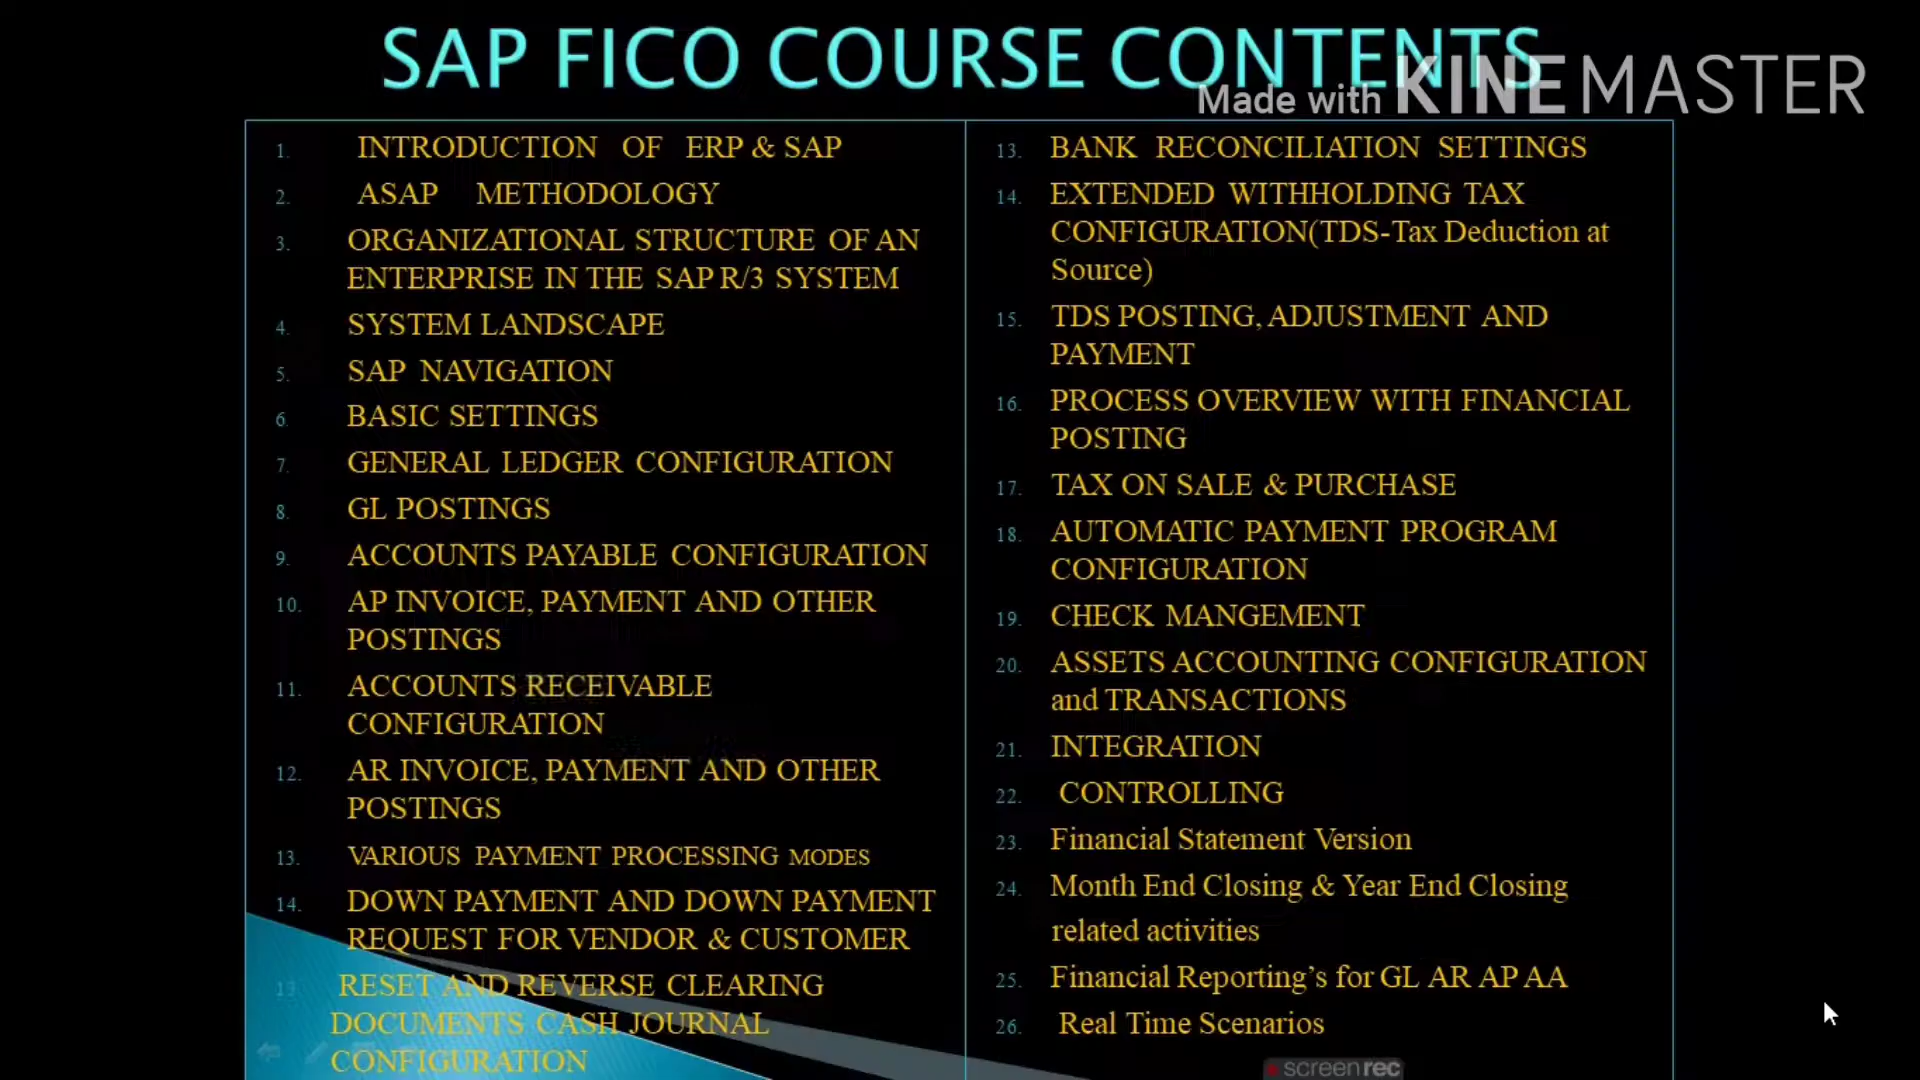 SAP FICO COURSE CONTENTS
Made with KINEMASTER
1. INTRODUCTION OF ERP & SAP
2. ASAP METHODOLOGY
3. ORGANIZATIONAL STRUCTURE OF AN
ENTERPRISE IN THE SAP R/3 SYSTEM
4. SYSTEM LANDSCAPE
5. SAP NAVIGATION
6. BASIC SETTINGS
7. GENERAL LEDGER CONFIGURATION
8. GL POSTINGS
9. ACCOUNTS PAYABLE CONFIGURATION
10. AP INVOICE, PAYMENT AND OTHER
POSTINGS
11. ACCOUNTS RECEIVABLE
CONFIGURATION
12. AR INVOICE, PAYMENT AND OTHER
POSTINGS
13. VARIOUS PAYMENT PROCESSING MODES
14. DOWN PAYMENT AND DOWN PAYMENT
REQUEST FOR VENDOR & CUSTOMER
13 RESET AND REVERSE CLEARING
DOCUMENTS CASH JOURNAL
CONFIGURATION
13. BANK RECONCILIATION SETTINGS
14. EXTENDED WITHHOLDING TAX
CONFIGURATION(TDS-Tax Deduction at
Source)
15. TDS POSTING, ADJUSTMENT AND
PAYMENT
16. PROCESS OVERVIEW WITH FINANCIAL
POSTING
17. TAX ON SALE & PURCHASE
18. AUTOMATIC PAYMENT PROGRAM
CONFIGURATION
19. CHECK MANGEMENT
20. ASSETS ACCOUNTING CONFIGURATION
and TRANSACTIONS
21. INTEGRATION
22. CONTROLLING
23. Financial Statement Version
24. Month End Closing & Year End Closing
related activities
25. Financial Reporting’s for GL AR AP AA
26. Real Time Scenarios
screenrec